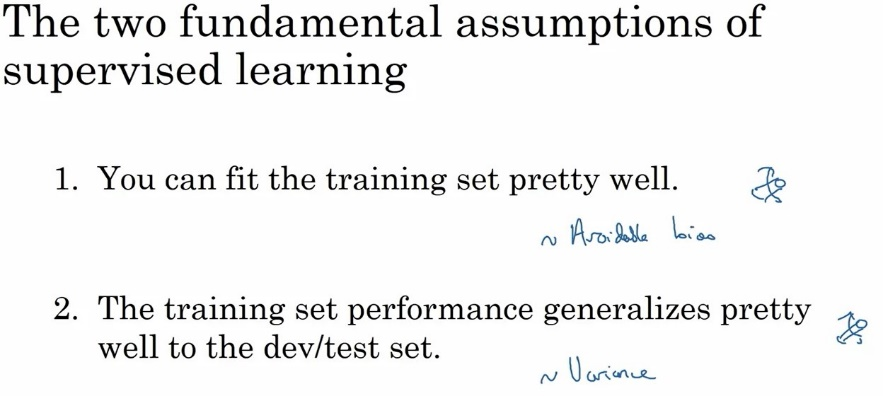 The two fundamental assumptions of
supervised learning
1. You can fit the training set pretty well.
~ Avoidable bias
2. The training set performance generalizes pretty
well to the dev/test set.
~ Variance